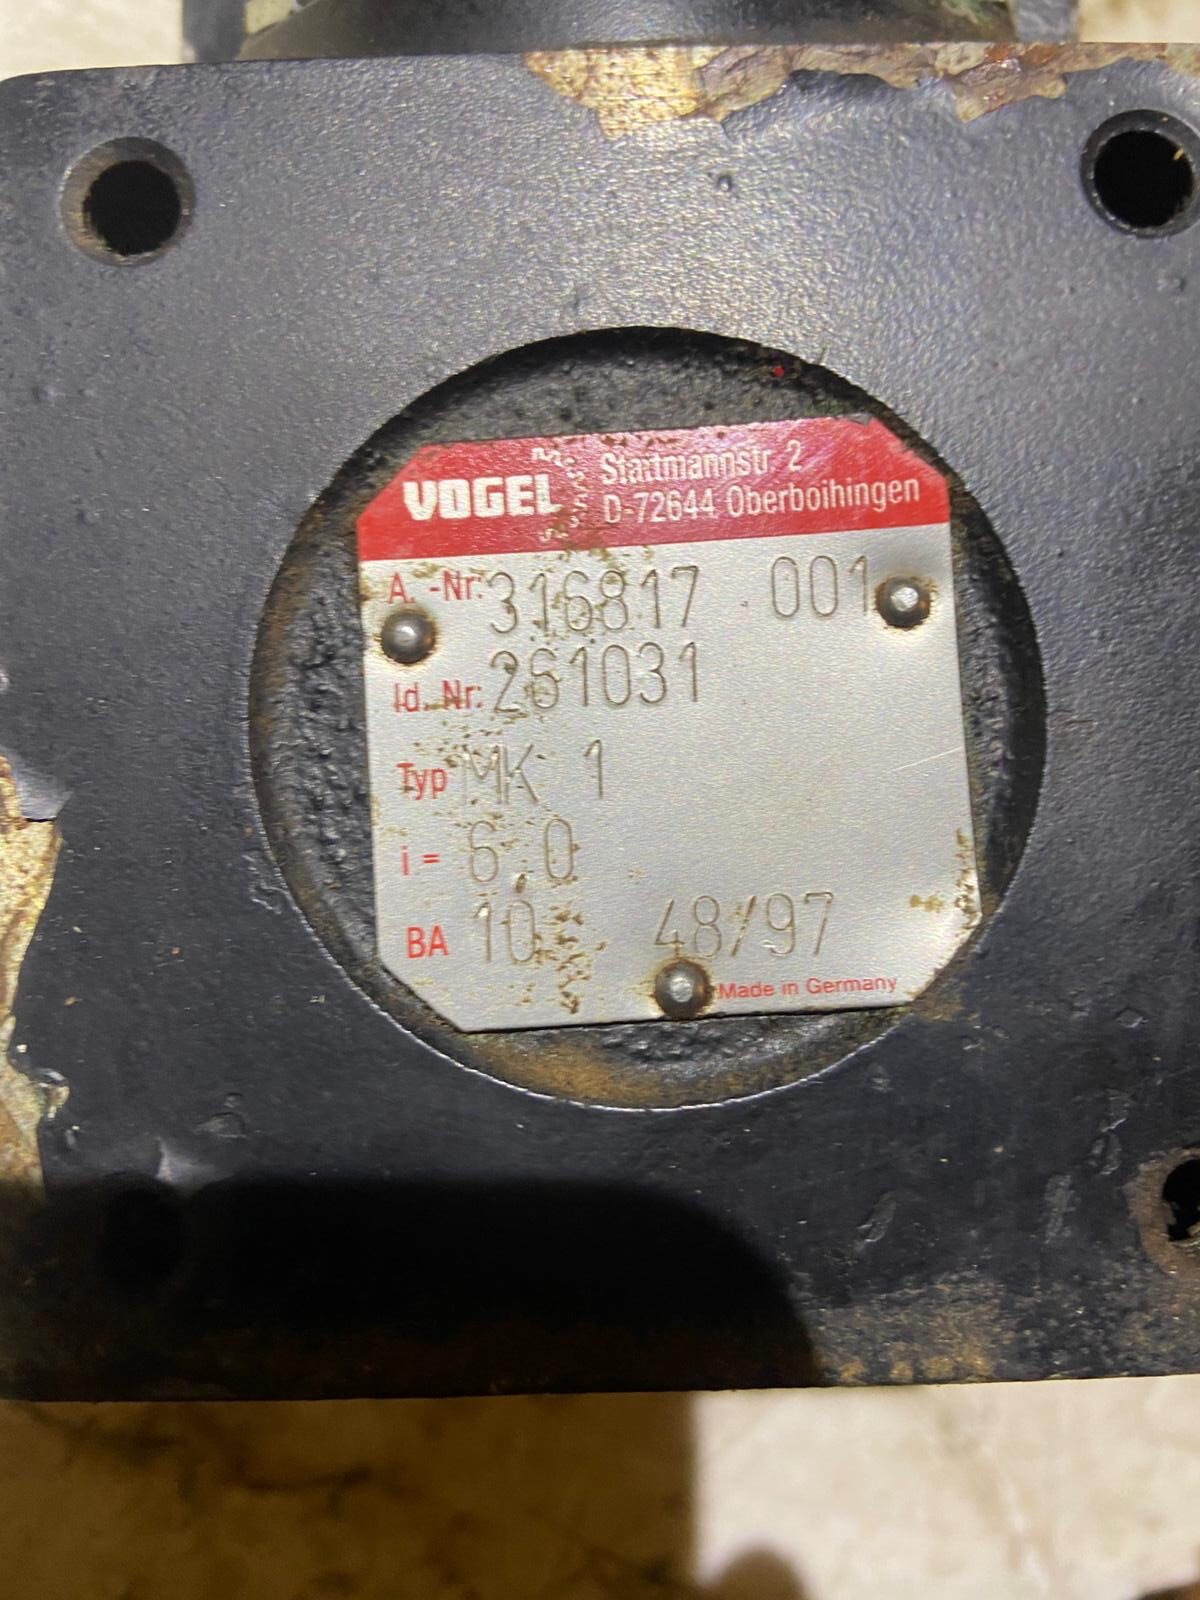 VOGEL
Stattmannstr 2
D-72644 Oberboihingen
A. -Nr: 316817 001
Id. Nr: 261031
Typ MK 1
i = 6.0
BA 10 48/97
Made in Germany